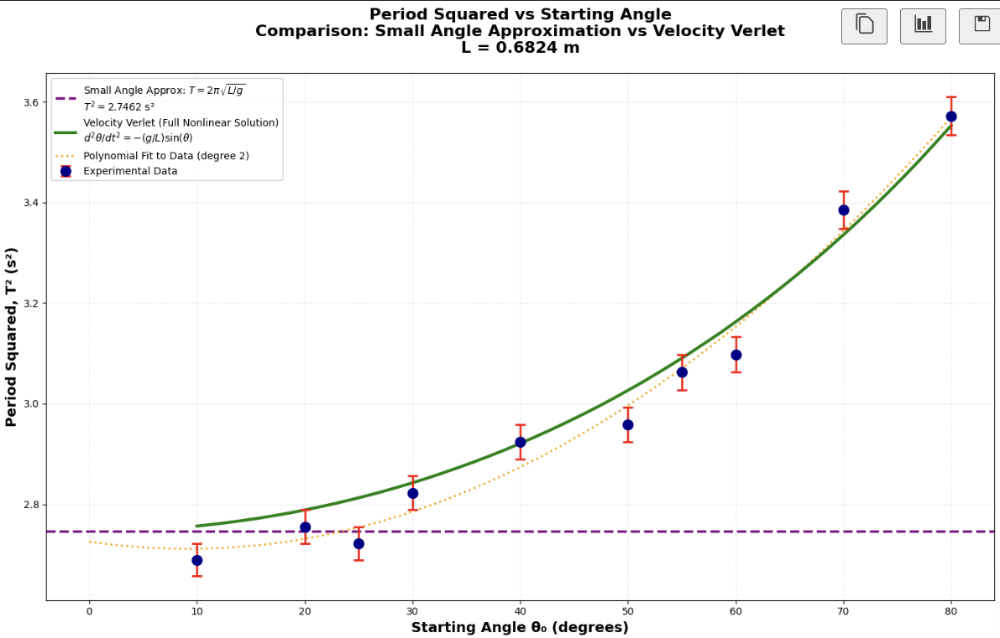 Period Squared vs Starting Angle
Comparison: Small Angle Approximation vs Velocity Verlet
L = 0.6824 m
Small Angle Approx: T = 2π√L/g
T² = 2.7462 s²
Velocity Verlet (Full Nonlinear Solution)
d²θ/dt² = −(g/L)sin(θ)
Polynomial Fit to Data (degree 2)
Experimental Data
Period Squared, T² (s²)
3.6
3.4
3.2
3.0
2.8
0 10 20 30 40 50 60 70 80
Starting Angle θ₀ (degrees)